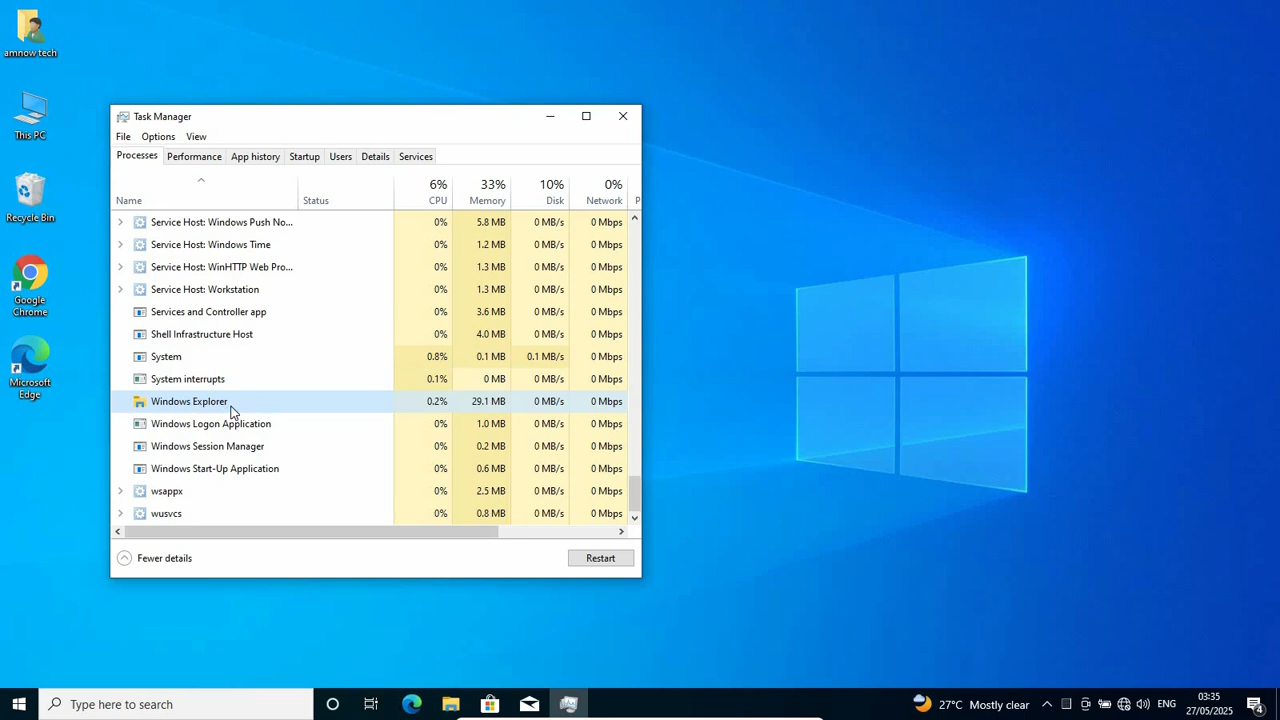 amnow tech
This PC
Recycle Bin
Google
Chrome
Microsoft
Edge
Task Manager
File Options View
Processes Performance App history Startup Users Details Services
6% 33% 10% 0%
Name Status CPU Memory Disk Network P
Service Host: Windows Push No... 0% 5.8 MB 0 MB/s 0 Mbps
Service Host: Windows Time 0% 1.2 MB 0 MB/s 0 Mbps
Service Host: WinHTTP Web Pro... 0% 1.3 MB 0 MB/s 0 Mbps
Service Host: Workstation 0% 1.3 MB 0 MB/s 0 Mbps
Services and Controller app 0% 3.6 MB 0 MB/s 0 Mbps
Shell Infrastructure Host 0% 4.0 MB 0 MB/s 0 Mbps
System 0.8% 0.1 MB 0.1 MB/s 0 Mbps
System interrupts 0.1% 0 MB 0 MB/s 0 Mbps
Windows Explorer 0.2% 29.1 MB 0 MB/s 0 Mbps
Windows Logon Application 0% 1.0 MB 0 MB/s 0 Mbps
Windows Session Manager 0% 0.2 MB 0 MB/s 0 Mbps
Windows Start-Up Application 0% 0.6 MB 0 MB/s 0 Mbps
wsappx 0% 2.5 MB 0 MB/s 0 Mbps
wusvcs 0% 0.8 MB 0 MB/s 0 Mbps
Fewer details Restart
Type here to search
27°C Mostly clear ENG 03:35
27/05/2025
4